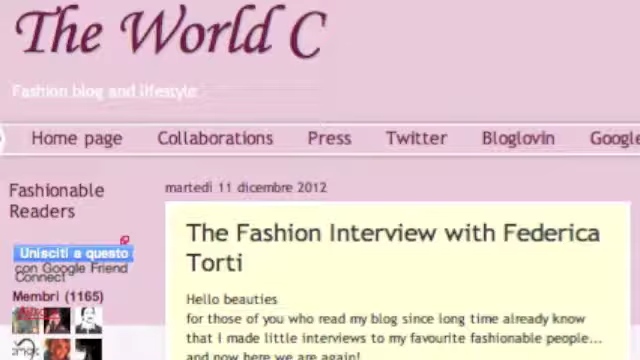 The World C
Fashion blog and lifestyle
Home page Collaborations Press Twitter Bloglovin Google
Fashionable
Readers
martedì 11 dicembre 2012
Unisciti a questo
con Google Friend
Connect
Membri (1165)
The Fashion Interview with Federica
Torti
Hello beauties
for those of you who read my blog since long time already know
that I made little interviews to my favourite fashionable people...
and now here we are again!